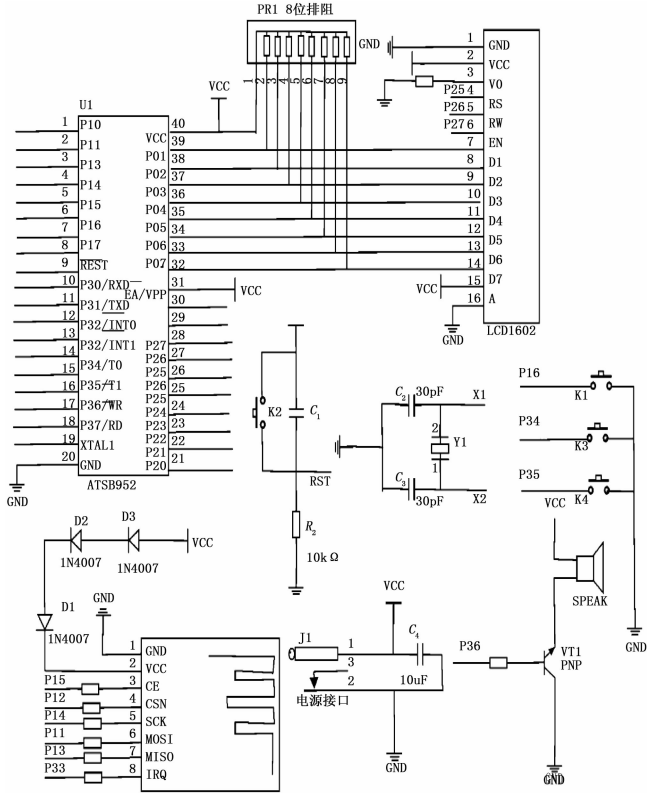 PR1 8位排阻
GND
1 GND
2 VCC
3 V0
P25 4 RS
P26 5 RW
P27 6 EN
7 D1
8 D2
9 D3
10 D4
11 D5
12 D6
13 D7
14
15
16 A
VCC
GND
LCD1602
1 2 3 4 5 6 7 8 9
VCC
U1
1 P10
2 P11
3 P13
4 P14
5 P15
6 P16
7 P17
8
9 REST
10 P30/RXD
11 P31/TXD
12 P32/INT0
13 P32/INT1
14 P34/T0
15 P35/T1
16 P36/WR
17 P37/RD
18 XTAL1
19
20 GND
40 VCC
39 P01
38 P02
37 P03
36 P04
35 P05
34 P06
33 P07
32
31 EA/VPP
30
29
28 P27
27 P26
26 P25
25 P26
24 P25
23 P24
22 P23
21 P22
P21
P20
VCC
GND
ATSB952
K2
C1
RST
R2
10kΩ
C2
30pF
X1
2
Y1
1
C3
30pF
X2
P16
K1
P34
K3
P35
K4
GND
D2
1N4007
D3
1N4007
VCC
D1
1N4007
GND
1 GND
2 VCC
P15 3 CE
P12 4 CSN
P14 5 SCK
P11 6 MOSI
P13 7 MISO
P33 8 IRQ
J1
1
3
2
电源接口
VCC
C4
10uF
GND
VCC
SPEAK
P36
VT1
PNP
GND